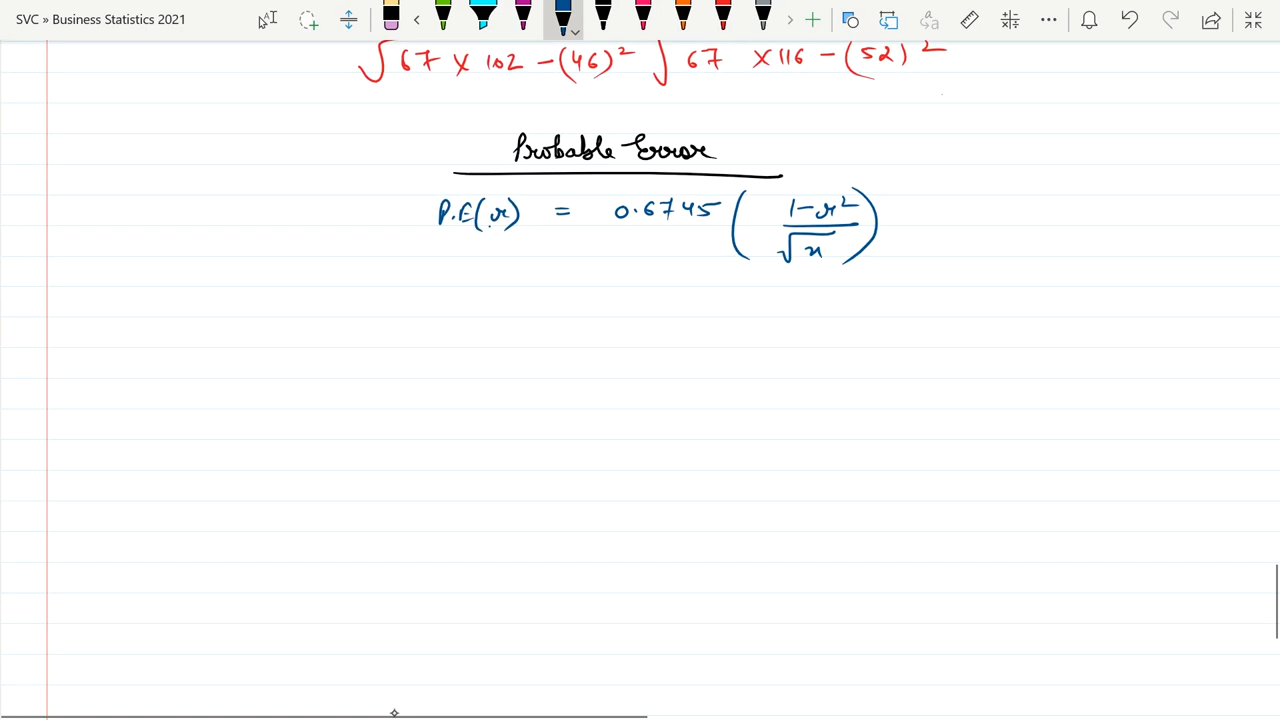 SVC » Business Statistics 2021
√67 × 102 - (46)² √67 × 116 - (52)²
Probable Error
P.E(r) = 0.6745 (1-r² / √n)